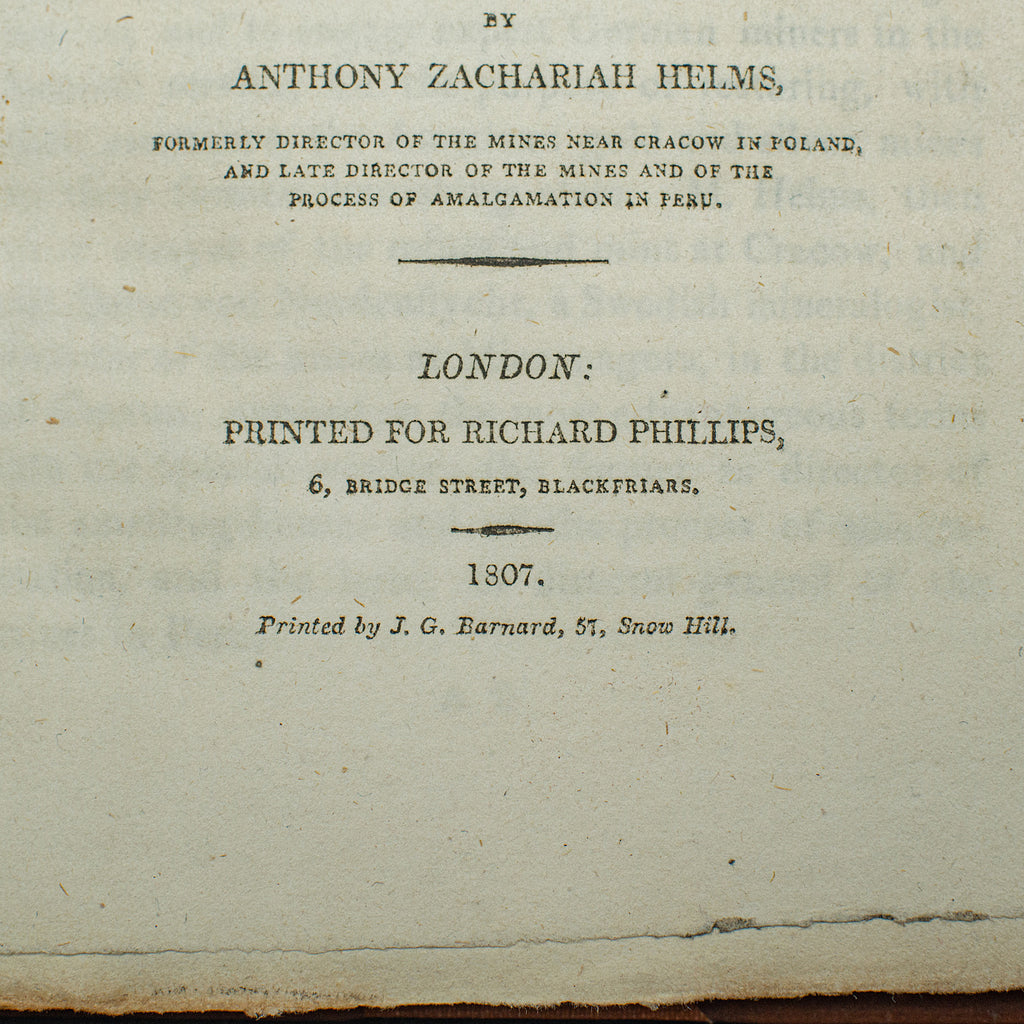 BY
ANTHONY ZACHARIAH HELMS,
FORMERLY DIRECTOR OF THE MINES NEAR CRACOW IN POLAND,
AND LATE DIRECTOR OF THE MINES AND OF THE
PROCESS OF AMALGAMATION IN PERU.
LONDON:
PRINTED FOR RICHARD PHILLIPS,
6, BRIDGE STREET, BLACKFRIARS.
1807.
Printed by J. G. Barnard, 57, Snow Hill.